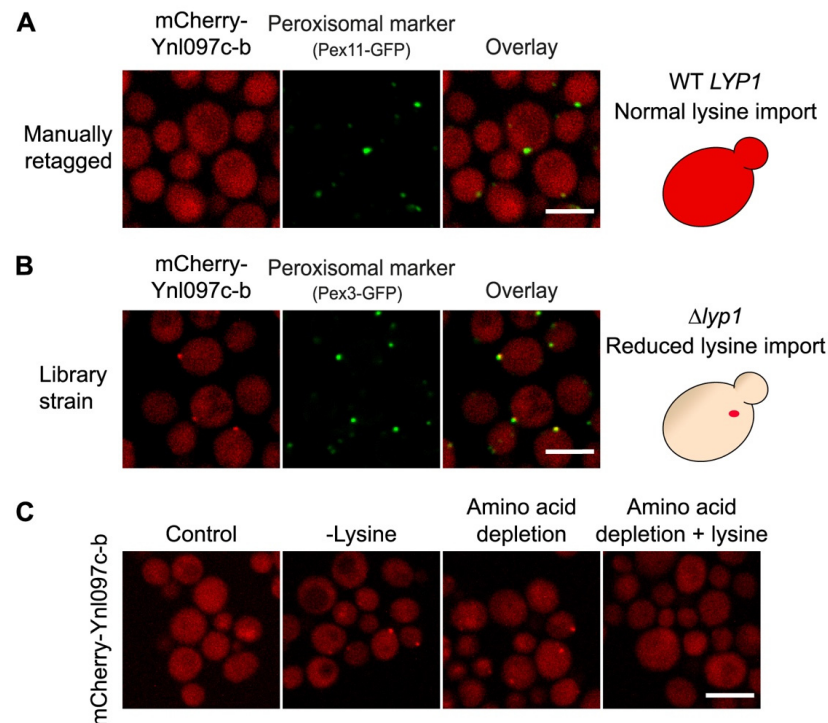 A
mCherry-
Ynl097c-b
Peroxisomal marker
(Pex11-GFP)
Overlay
Manually
retagged
WT LYP1
Normal lysine import
B
mCherry-
Ynl097c-b
Peroxisomal marker
(Pex3-GFP)
Overlay
Library
strain
Δlyp1
Reduced lysine import
C
Control
-Lysine
Amino acid
depletion
Amino acid
depletion + lysine
mCherry-Ynl097c-b